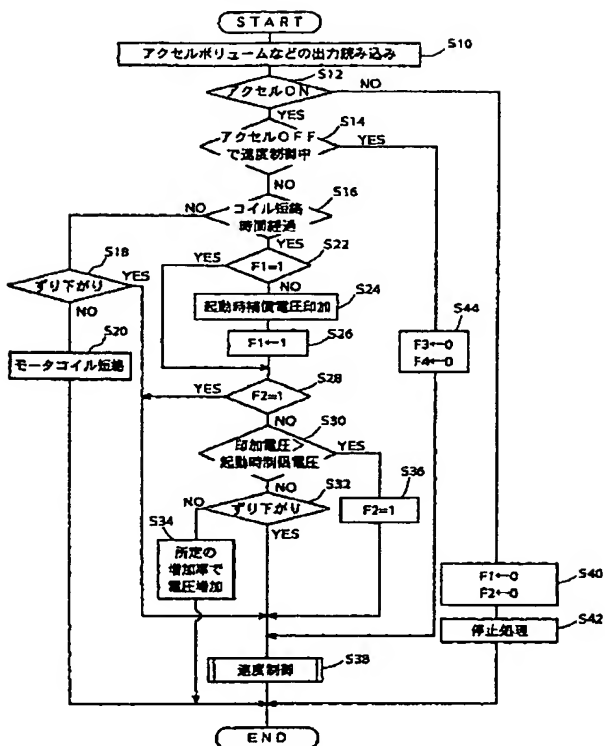 START
アクセルボリュームなどの出力読み込み
S10
S12
アクセルON
NO
YES
S14
アクセルOFF
で速度制御中
YES
NO
S16
NO
コイル短絡
時間経過
YES
S22
S18
YES
F1=1
ずり下がり
YES
NO
S24
NO
起動時補償電圧印加
S44
S20
S26
F3←0
F4←0
モータコイル短絡
F1←1
S28
YES
F2=1
NO
S30
印加電圧>
起動時制限電圧
YES
NO
S32
S36
S34
NO
ずり下がり
F2=1
YES
所定の
増加率で
電圧増加
F1←0
F2←0
S40
S42
停止処理
S38
速度制御
END